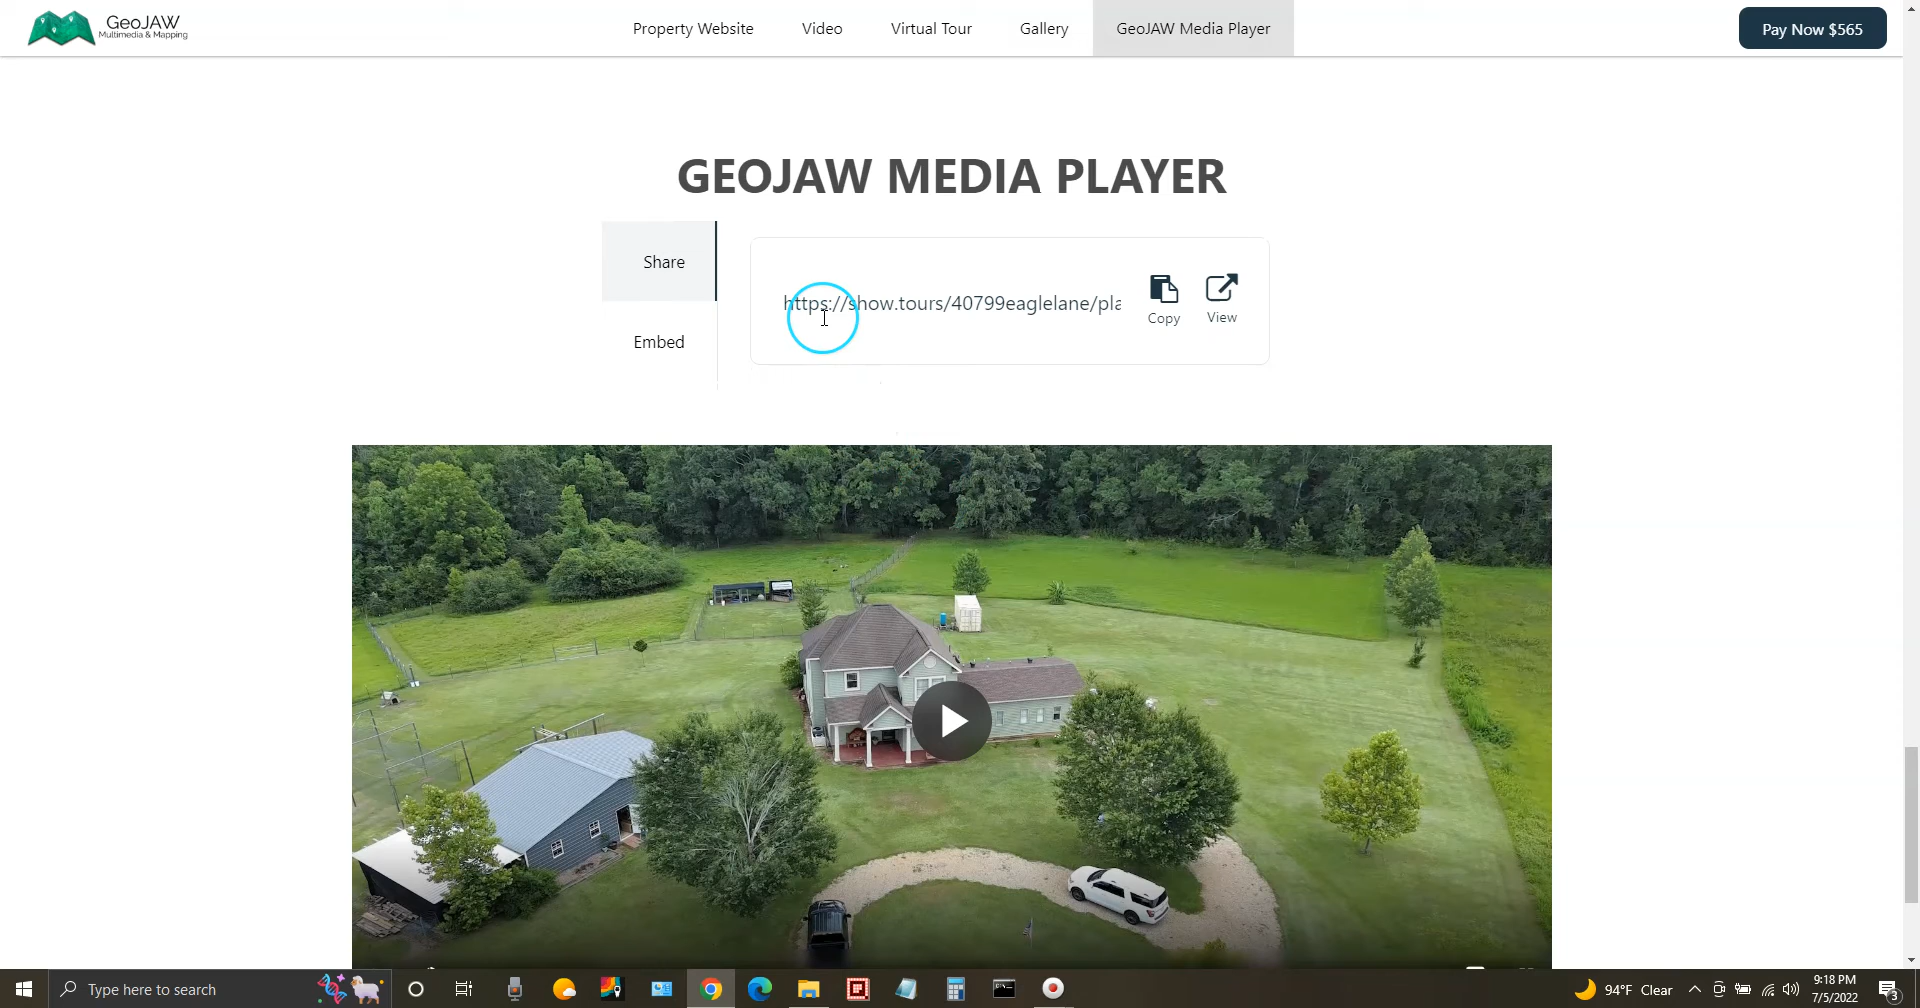 GeoJAW
Multimedia & Mapping
Property Website
Video
Virtual Tour
Gallery
GeoJAW Media Player
Pay Now $565
GEOJAW MEDIA PLAYER
Share
https://show.tours/40799eaglelane/pla
Copy
View
Embed
Type here to search
94°F Clear
9:18 PM
7/5/2022
3